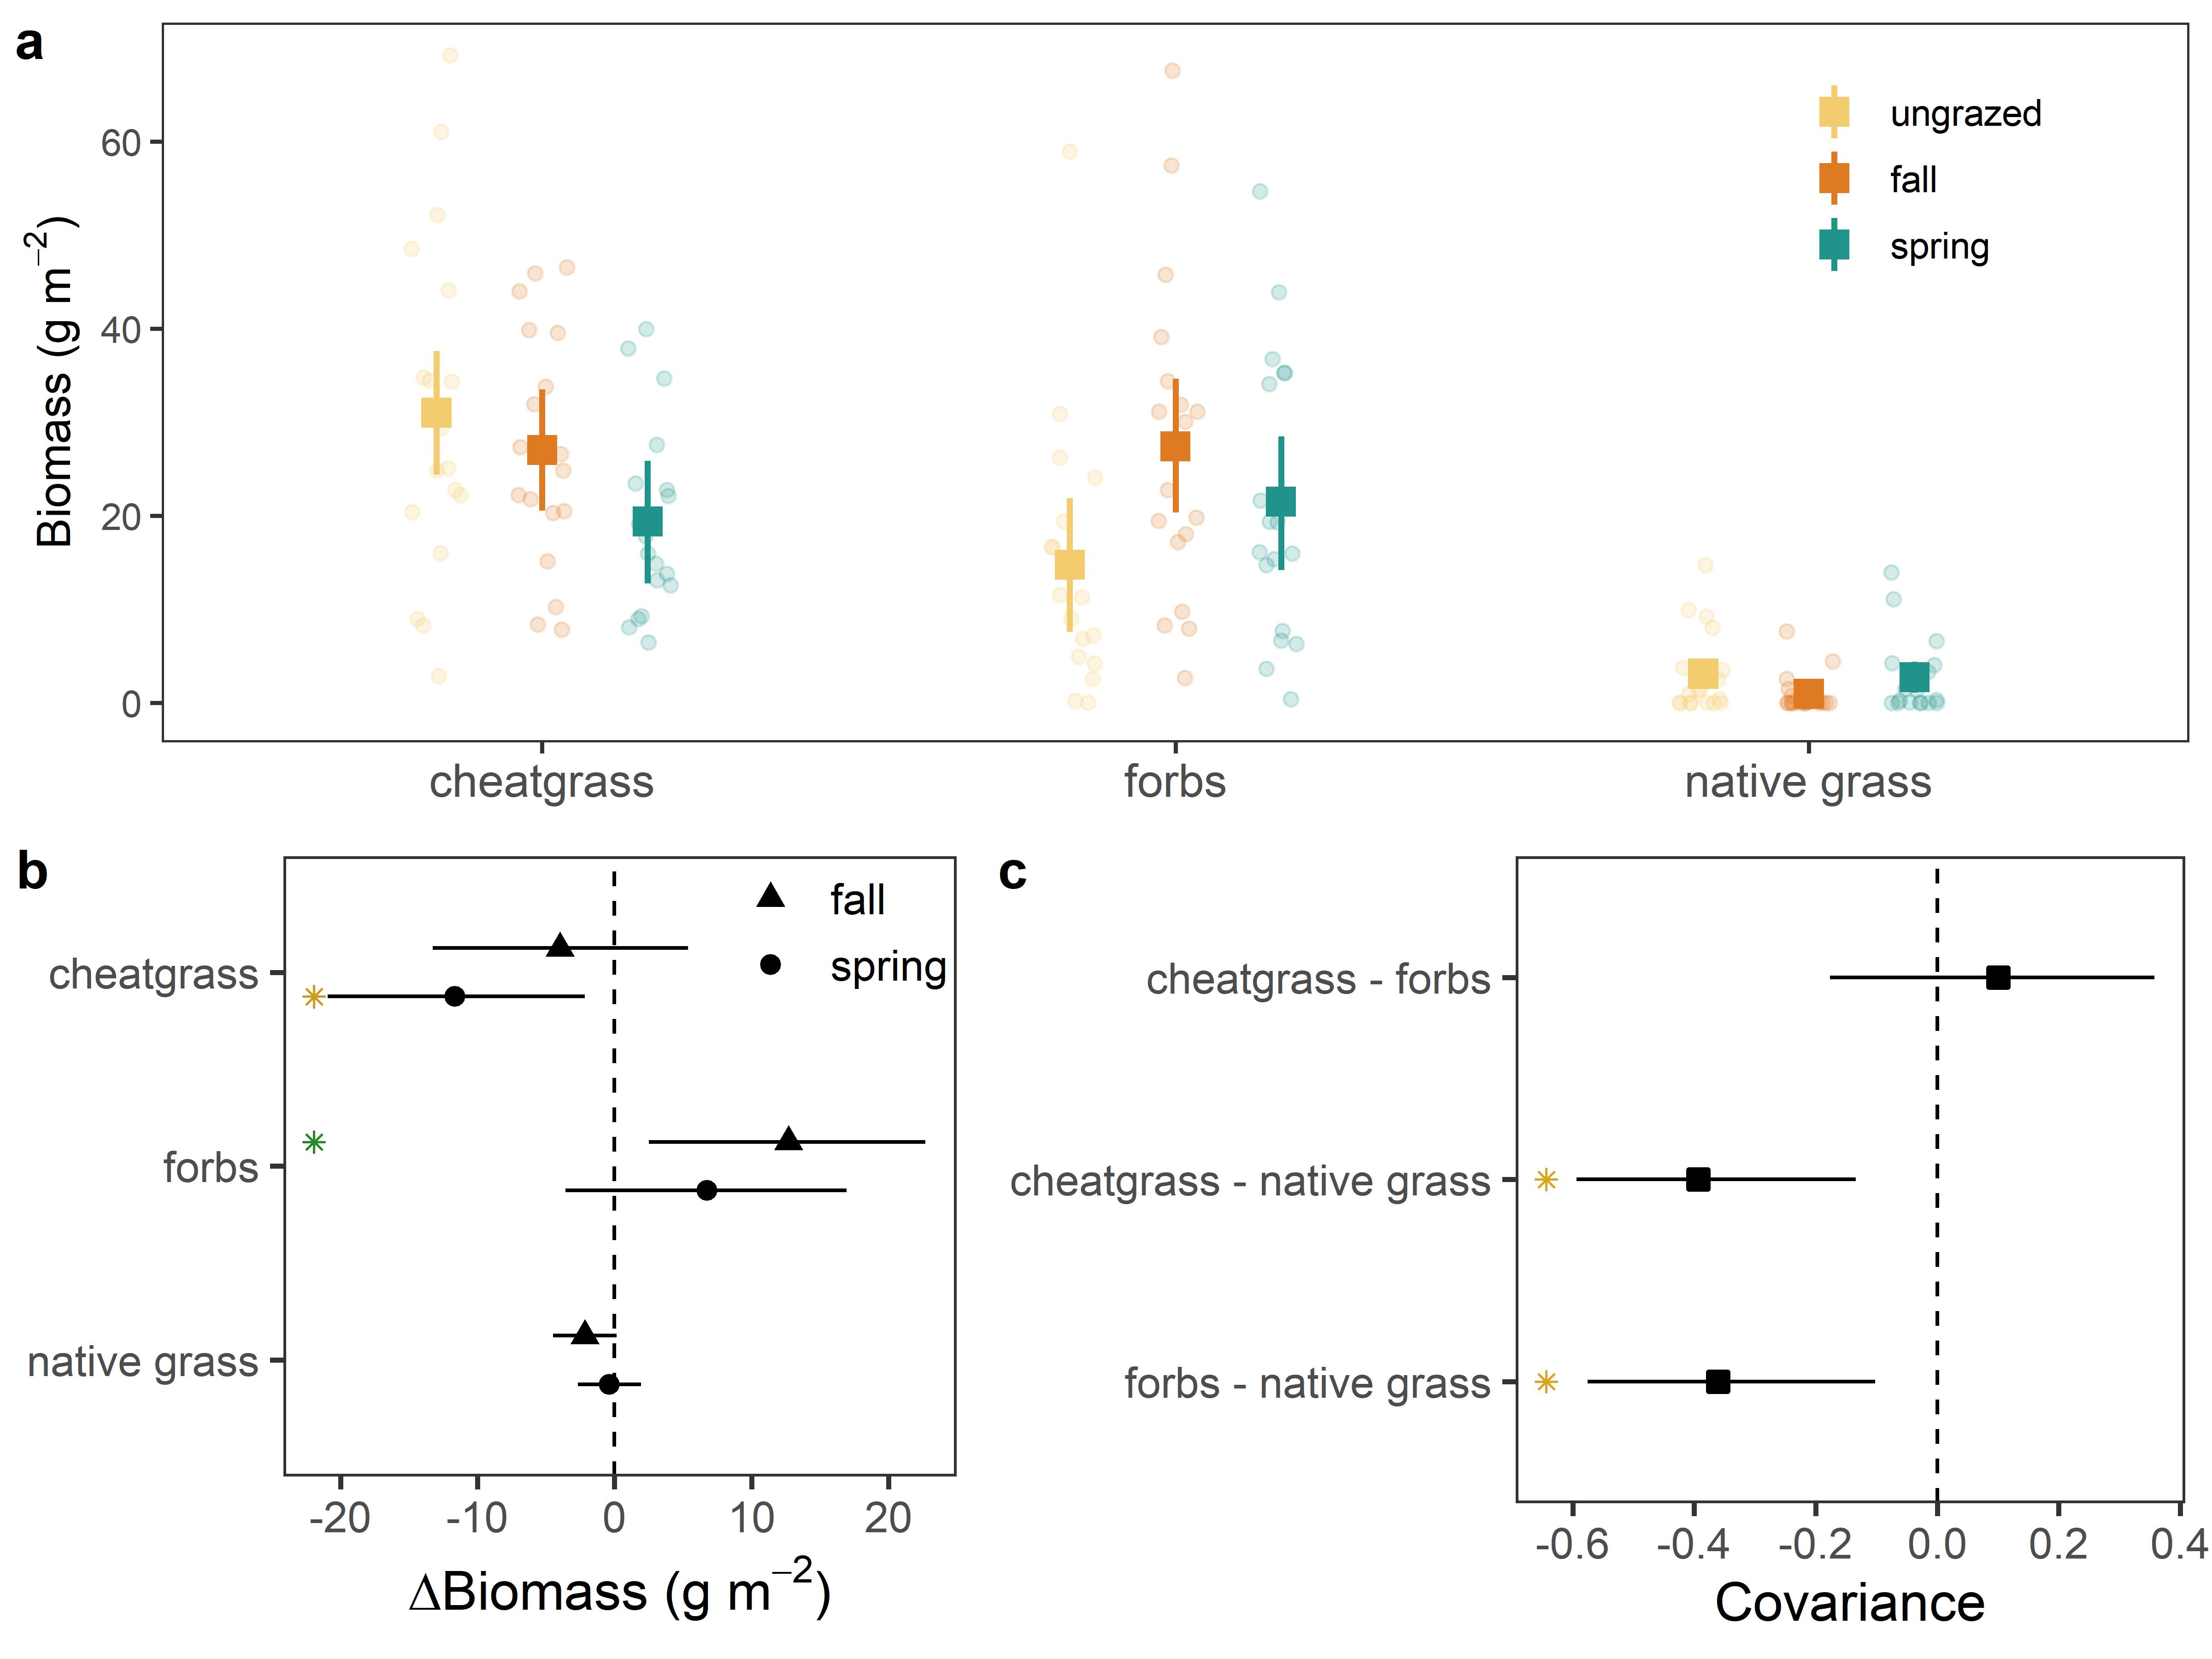 a
Biomass (g m⁻²)
60
40
20
0
ungrazed
fall
spring
cheatgrass forbs native grass
b
fall
spring
cheatgrass
forbs
native grass
-20 -10 0 10 20
ΔBiomass (g m⁻²)
c
cheatgrass - forbs
cheatgrass - native grass
forbs - native grass
-0.6 -0.4 -0.2 0.0 0.2 0.4
Covariance